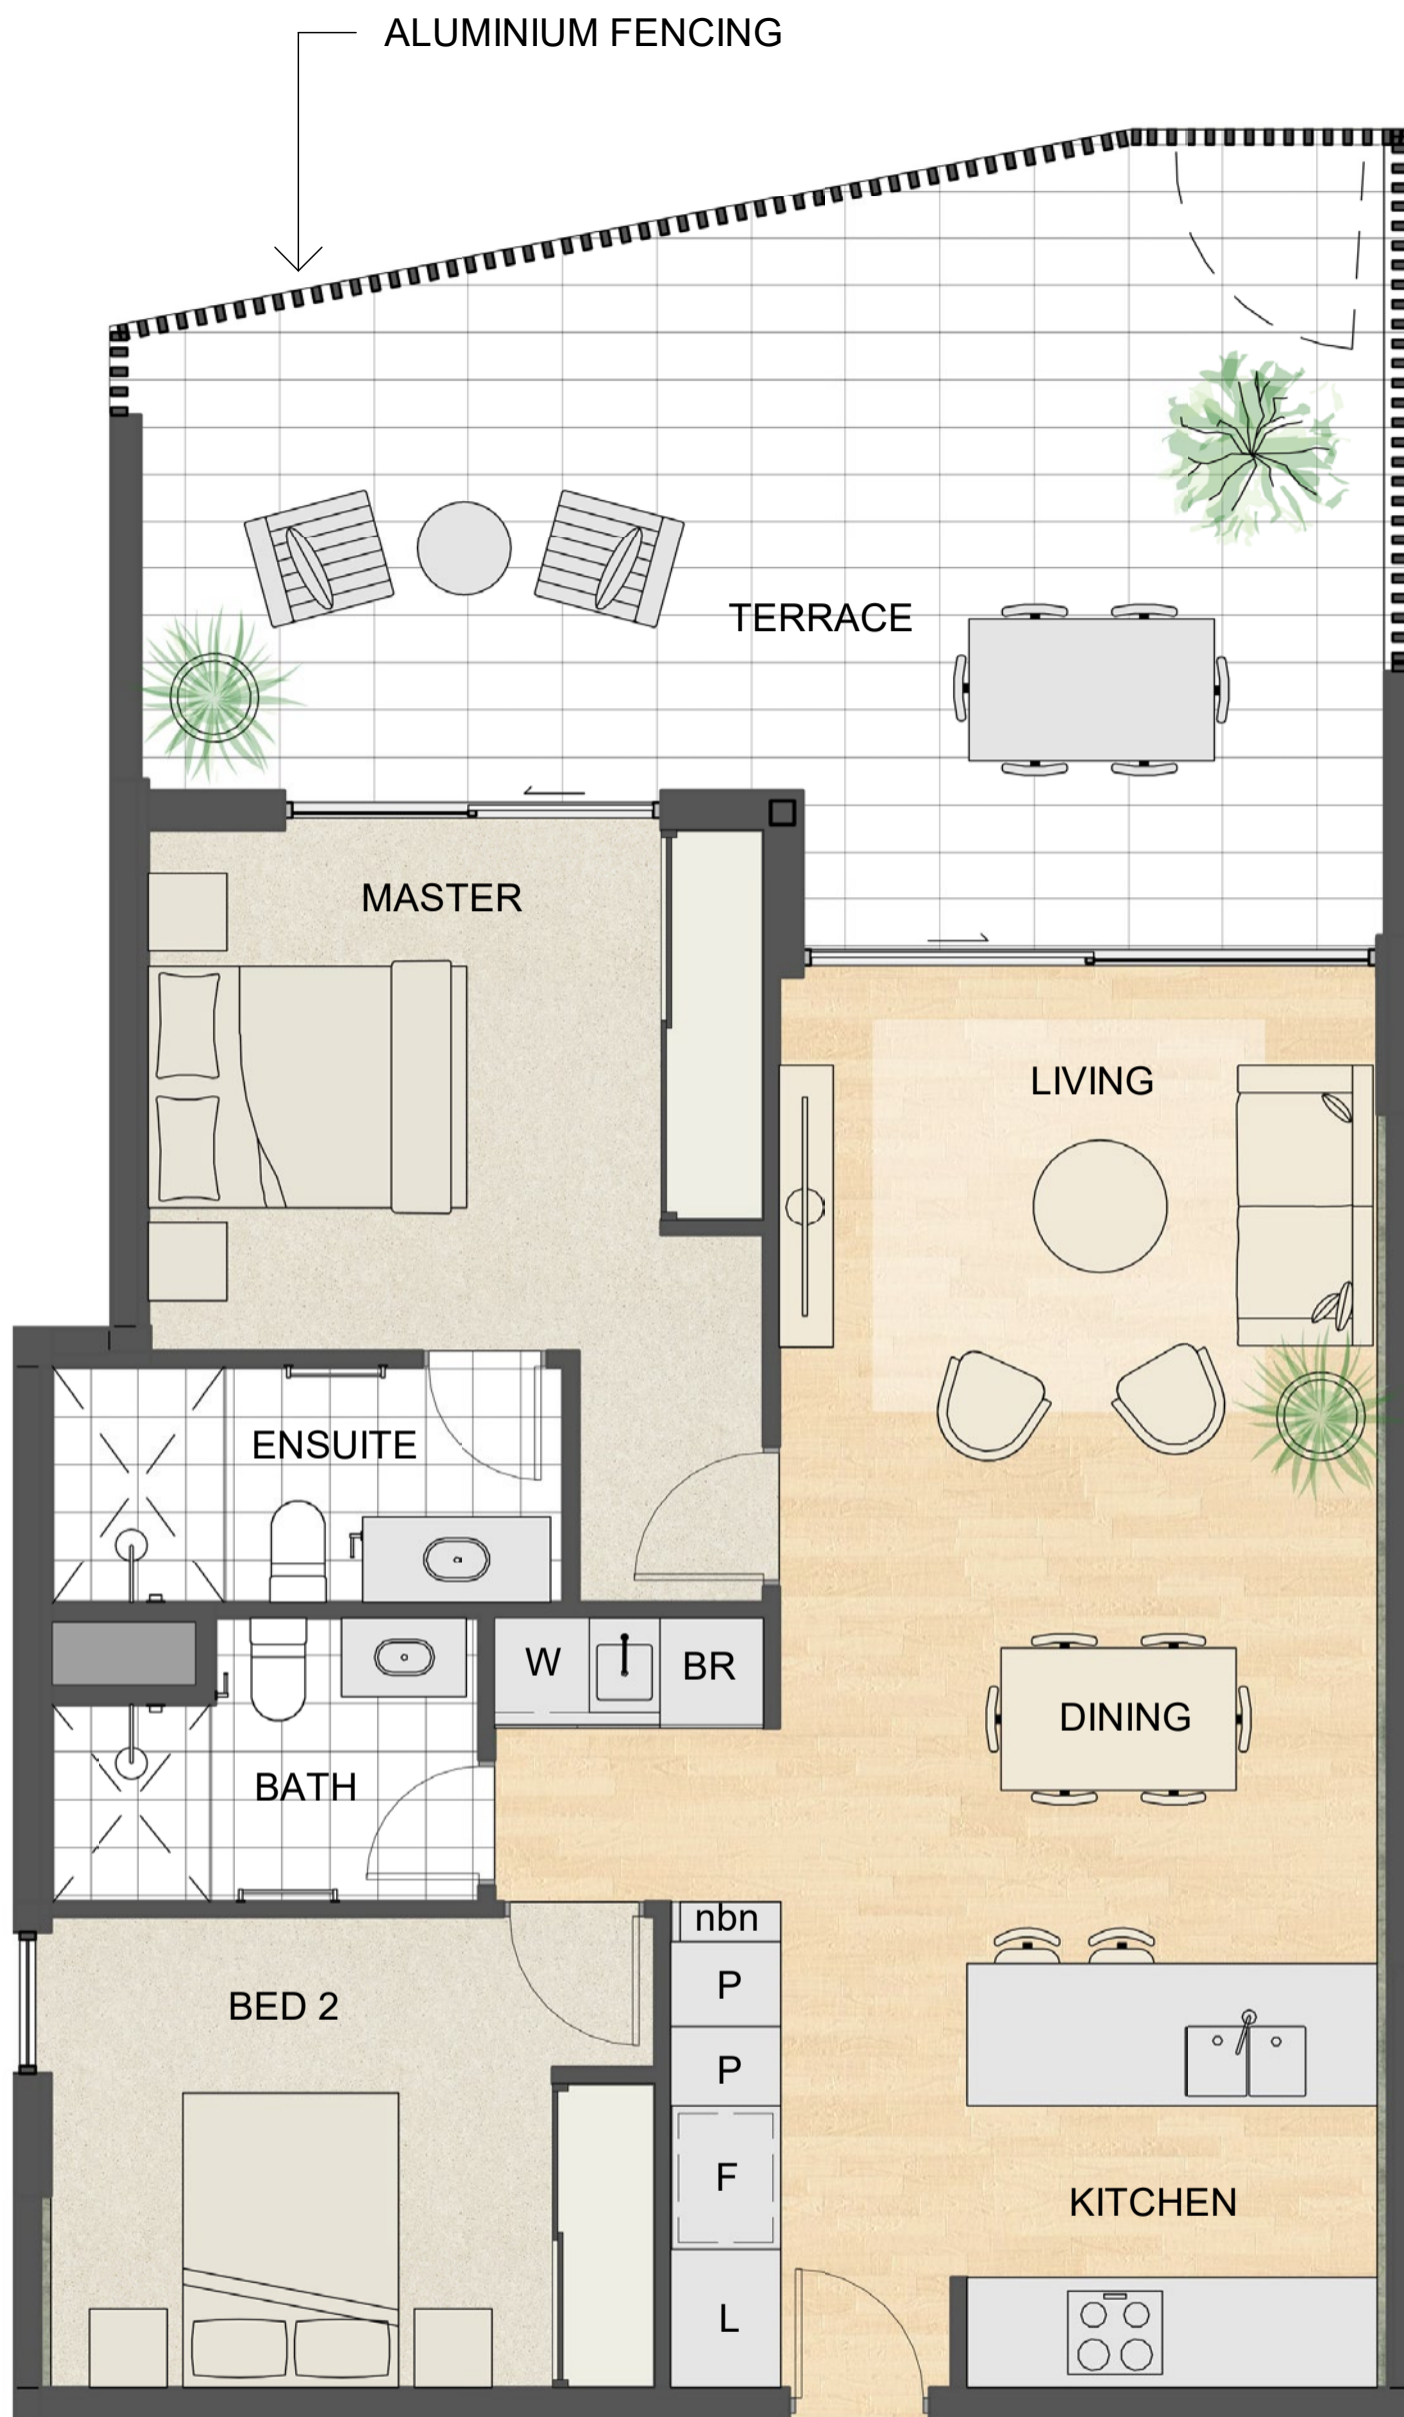 ALUMINIUM FENCING
TERRACE
MASTER
LIVING
ENSUITE
W
BR
DINING
BATH
nbn
P
BED 2
P
F
KITCHEN
L